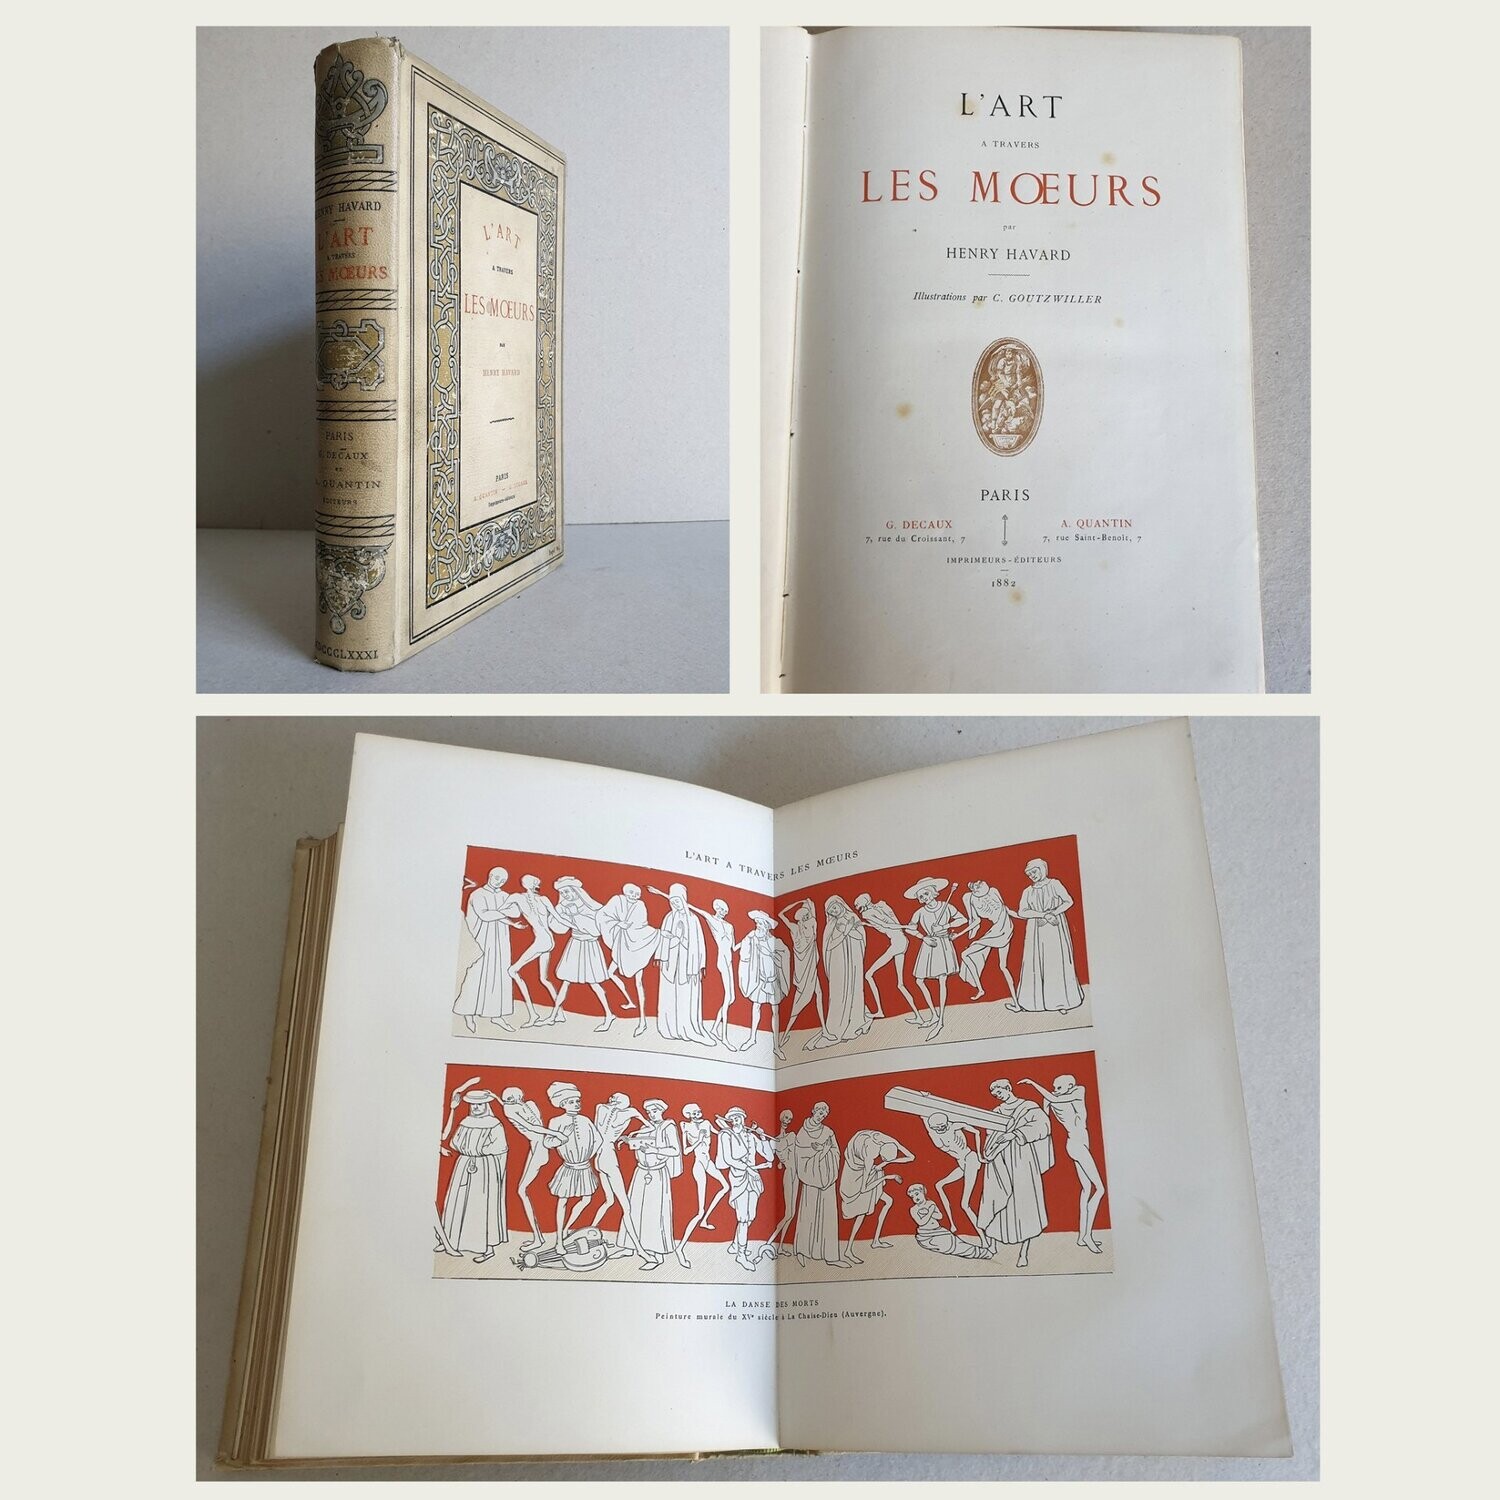 HENRY HAVARD
L'ART
A TRAVERS
LES MŒURS
PARIS
G. DECAUX
ET
A. QUANTIN
ÉDITEURS
L'ART
A TRAVERS
LES MŒURS
PAR
HENRY HAVARD
PARIS
L'ART
A TRAVERS
LES MŒURS
par
HENRY HAVARD
Illustrations par C. GOUTZWILLER
PARIS
G. DECAUX A. QUANTIN
7, rue du Croissant, 7 7, rue Saint-Benoît, 7
IMPRIMEURS-ÉDITEURS
1882
L'ART A TRAVERS LES MŒURS
LA DANSE DES MORTS
Peinture murale du XVe siècle à La Chaise-Dieu (Auvergne).